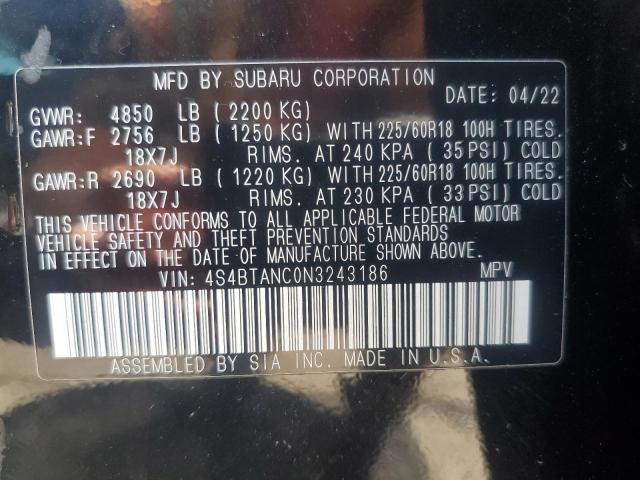 MFD BY SUBARU CORPORATION
DATE: 04/22
GVWR: 4850 LB (2200 KG)
GAWR:F 2756 LB (1250 KG) WITH 225/60R18 100H TIRES.
18X7J RIMS. AT 240 KPA (35 PSI) COLD
GAWR:R 2690 LB (1220 KG) WITH 225/60R18 100H TIRES.
18X7J RIMS. AT 230 KPA (33 PSI) COLD
THIS VEHICLE CONFORMS TO ALL APPLICABLE FEDERAL MOTOR
VEHICLE SAFETY AND THEFT PREVENTION STANDARDS
IN EFFECT ON THE DATE OF MANUFACTURE SHOWN ABOVE.
VIN: 4S4BTANC0N3243186 MPV
ASSEMBLED BY SIA INC. MADE IN U.S.A.